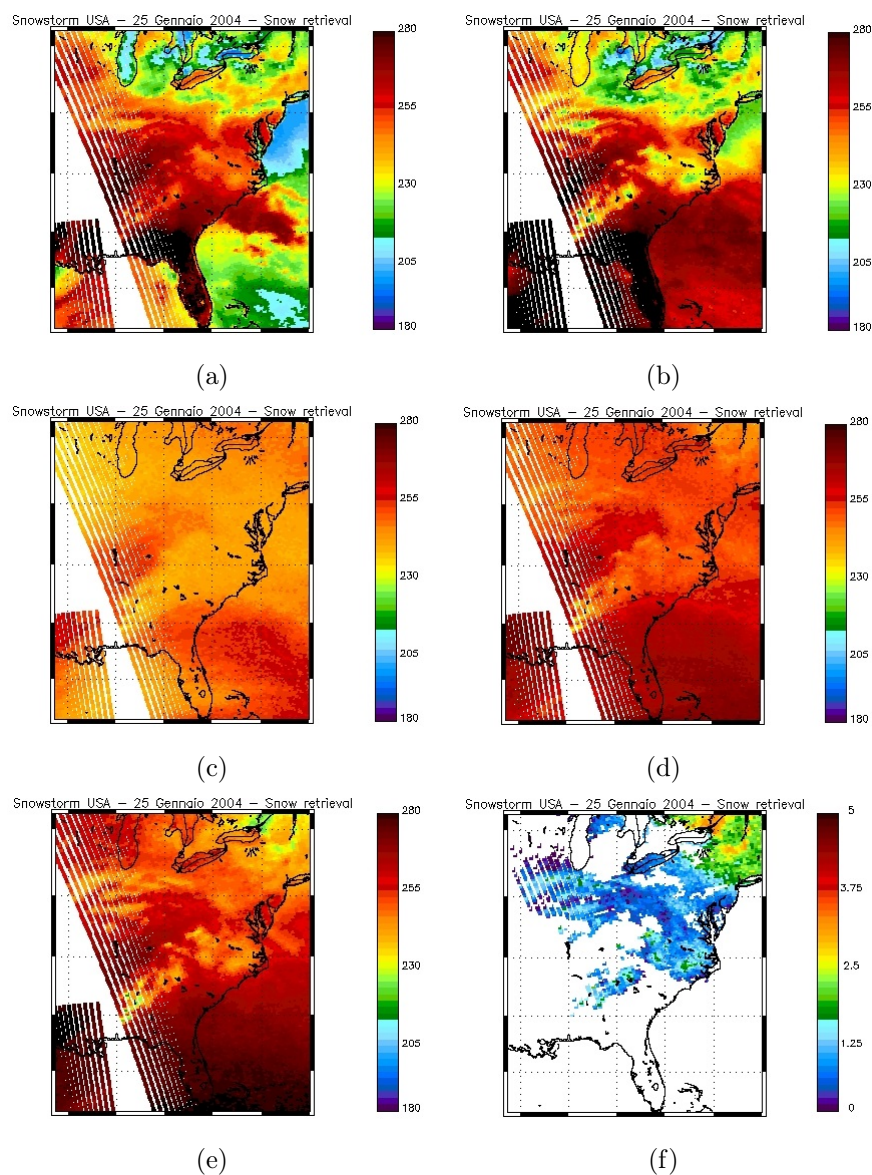 Snowstorm USA – 25 Gennaio 2004 – Snow retrieval
280
255
230
205
180
(a)
Snowstorm USA – 25 Gennaio 2004 – Snow retrieval
280
255
230
205
180
(b)
Snowstorm USA – 25 Gennaio 2004 – Snow retrieval
280
255
230
205
180
(c)
Snowstorm USA – 25 Gennaio 2004 – Snow retrieval
280
255
230
205
180
(d)
Snowstorm USA – 25 Gennaio 2004 – Snow retrieval
280
255
230
205
180
(e)
Snowstorm USA – 25 Gennaio 2004 – Snow retrieval
5
3.75
2.5
1.25
0
(f)